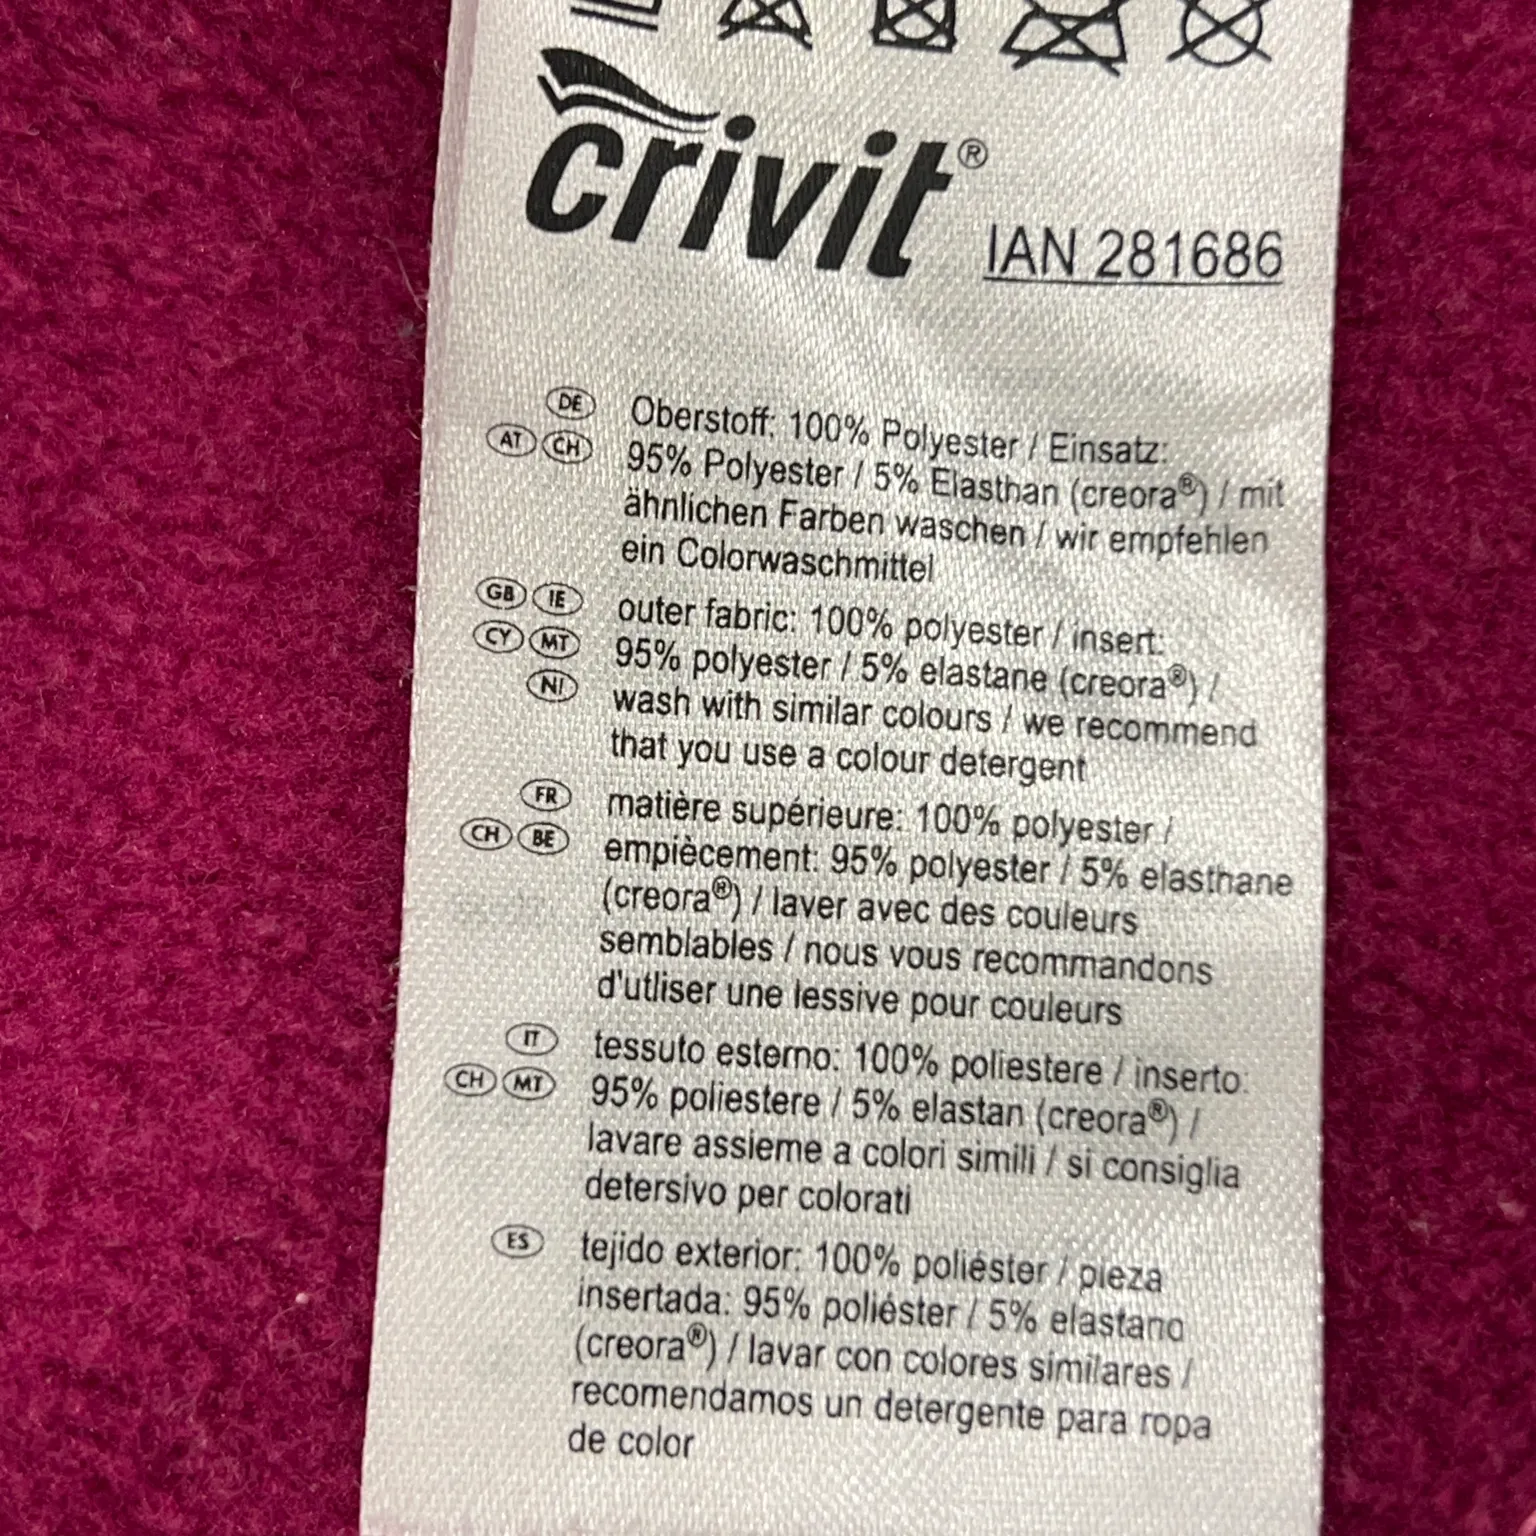 crivit®
IAN 281686
DE Oberstoff: 100% Polyester / Einsatz:
AT CH 95% Polyester / 5% Elasthan (creora®) / mit
ähnlichen Farben waschen / wir empfehlen
ein Colorwaschmittel
GB IE outer fabric: 100% polyester / insert:
CY MT 95% polyester / 5% elastane (creora®) /
NI wash with similar colours / we recommend
that you use a colour detergent
FR matière supérieure: 100% polyester /
CH BE empiècement: 95% polyester / 5% elasthane
(creora®) / laver avec des couleurs
semblables / nous vous recommandons
d'utliser une lessive pour couleurs
IT tessuto esterno: 100% poliestere / inserto:
CH MT 95% poliestere / 5% elastan (creora®) /
lavare assieme a colori simili / si consiglia
detersivo per colorati
ES tejido exterior: 100% poliéster / pieza
insertada: 95% poliéster / 5% elastano
(creora®) / lavar con colores similares /
recomendamos un detergente para ropa
de color